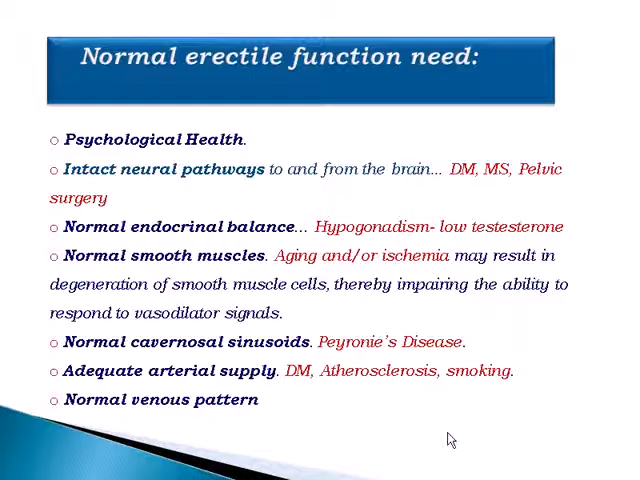 Normal erectile function need:
o Psychological Health.
o Intact neural pathways to and from the brain... DM, MS, Pelvic
surgery
o Normal endocrinal balance... Hypogonadism- low testesterone
o Normal smooth muscles. Aging and/or ischemia may result in
degeneration of smooth muscle cells, thereby impairing the ability to
respond to vasodilator signals.
o Normal cavernosal sinusoids. Peyronie's Disease.
o Adequate arterial supply. DM, Atherosclerosis, smoking.
o Normal venous pattern